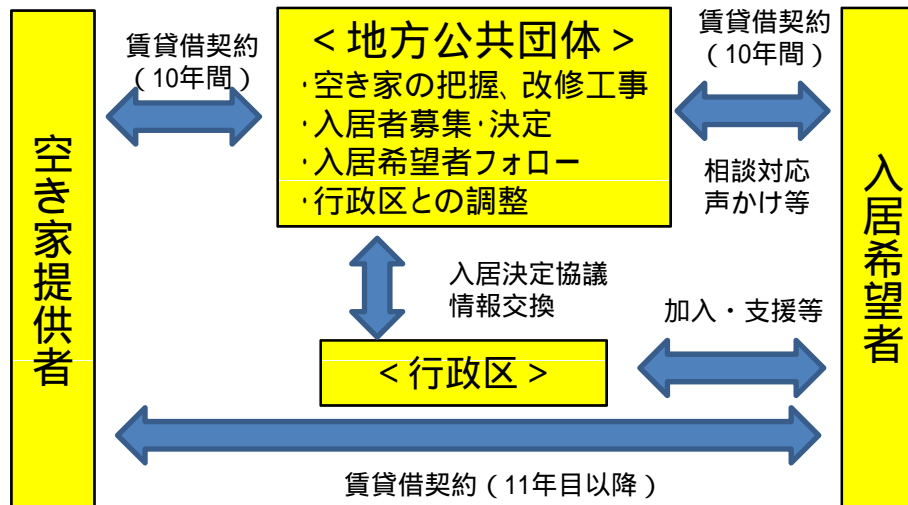 空き家提供者
賃貸借契約
（10年間）
＜地方公共団体＞
・空き家の把握、改修工事
・入居者募集・決定
・入居希望者フォロー
・行政区との調整
賃貸借契約
（10年間）
相談対応
声かけ等
入居希望者
入居決定協議
情報交換
加入・支援等
＜行政区＞
賃貸借契約（11年目以降）